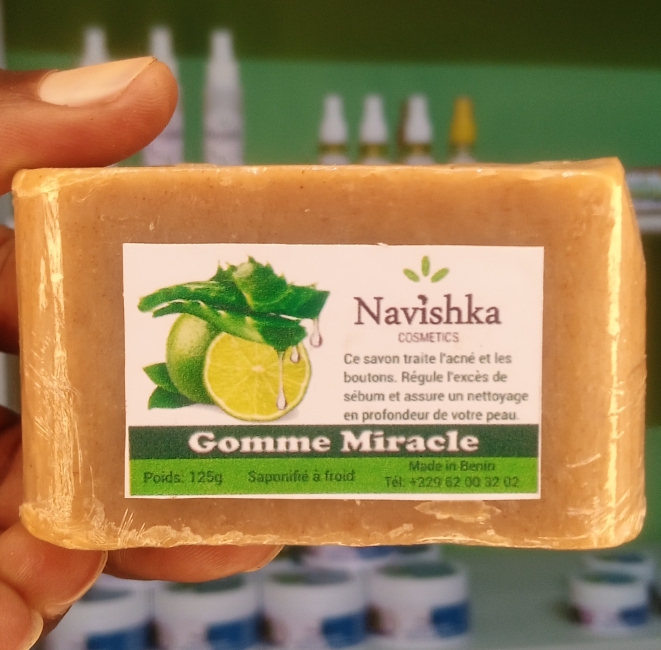 Navishka
COSMETICS
Ce savon traite l'acné et les
boutons. Régule l'excès de
sébum et assure un nettoyage
en profondeur de votre peau.
Gomme Miracle
Poids: 125g Saponifié à froid
Made in Benin
Tél: +229 62 00 32 02